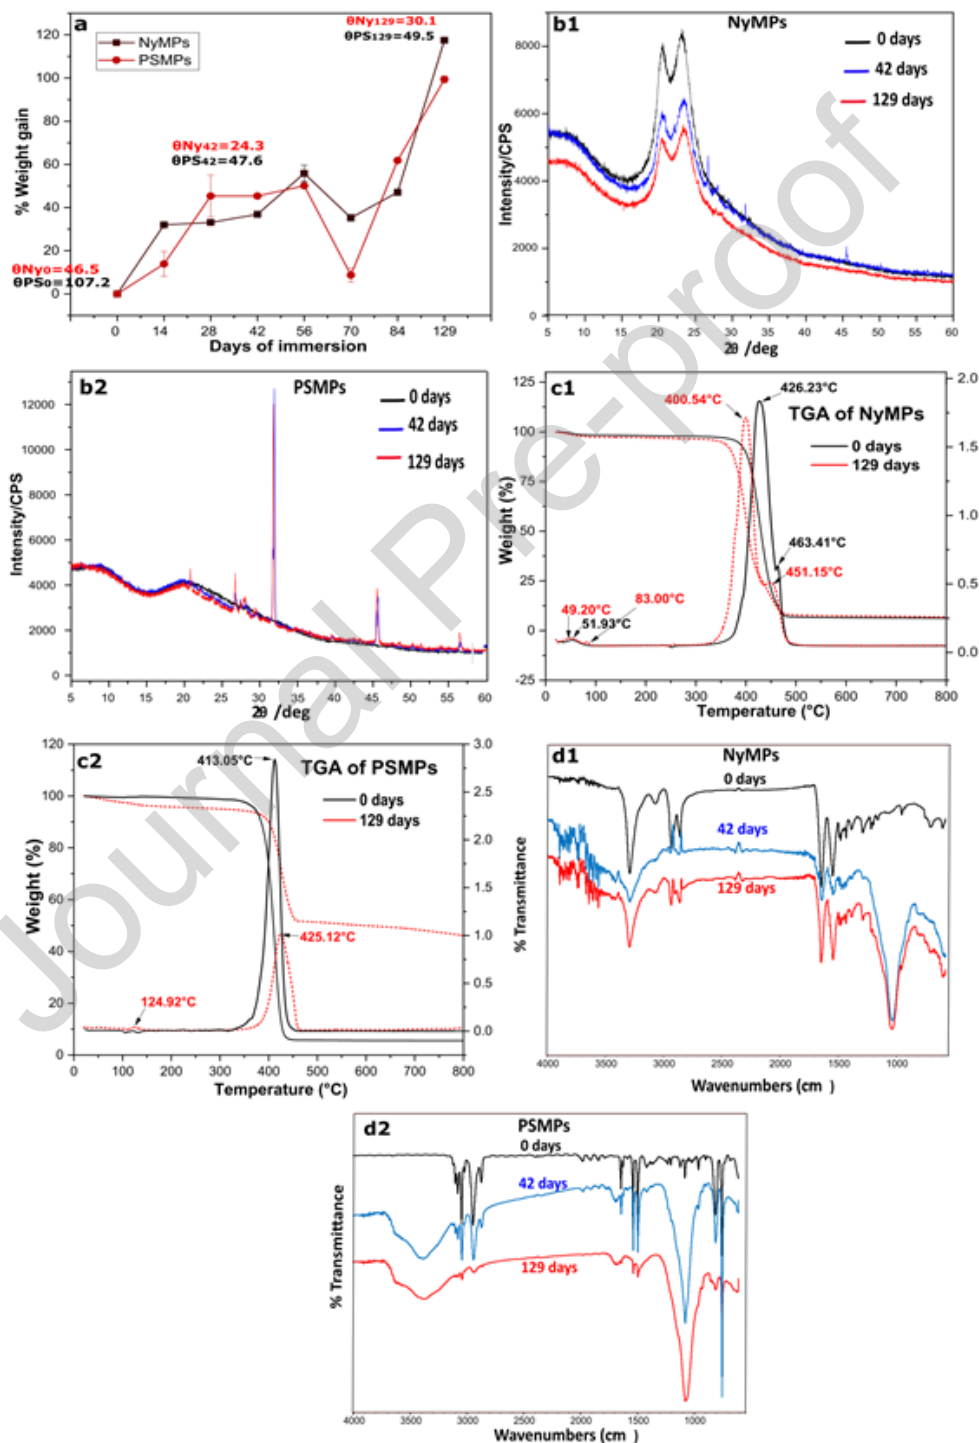 a
NyMPs
PSMPs
θNy129=30.1
θPS129=49.5
θNy42=24.3
θPS42=47.6
θNy0=46.5
θPS0=107.2
% Weight gain
120
100
80
60
40
20
0
0 14 28 42 56 70 84 129
Days of immersion
b1
NyMPs
0 days
42 days
129 days
Intensity/CPS
8000
6000
4000
2000
0
5 10 15 20 25 30 35 40 45 50 55 60
2θ /deg
b2
PSMPs
0 days
42 days
129 days
Intensity/CPS
12000
10000
8000
6000
4000
2000
0
5 10 15 20 25 30 35 40 45 50 55 60
2θ /deg
c1
TGA of NyMPs
0 days
129 days
426.23°C
400.54°C
463.41°C
451.15°C
49.20°C
51.93°C
83.00°C
Weight (%)
125
100
75
50
25
0
-25
2.0
1.5
1.0
0.5
0.0
0 100 200 300 400 500 600 700 800
Temperature (°C)
c2
TGA of PSMPs
0 days
129 days
413.05°C
425.12°C
124.92°C
Weight (%)
120
100
80
60
40
20
0
3.0
2.5
2.0
1.5
1.0
0.5
0.0
0 100 200 300 400 500 600 700 800
Temperature (°C)
d1
NyMPs
0 days
42 days
129 days
% Transmittance
4000 3500 3000 2500 2000 1500 1000
Wavenumbers (cm )
d2
PSMPs
0 days
42 days
129 days
% Transmittance
4000 3500 3000 2500 2000 1500 1000
Wavenumbers (cm )
Journal Pre-proof